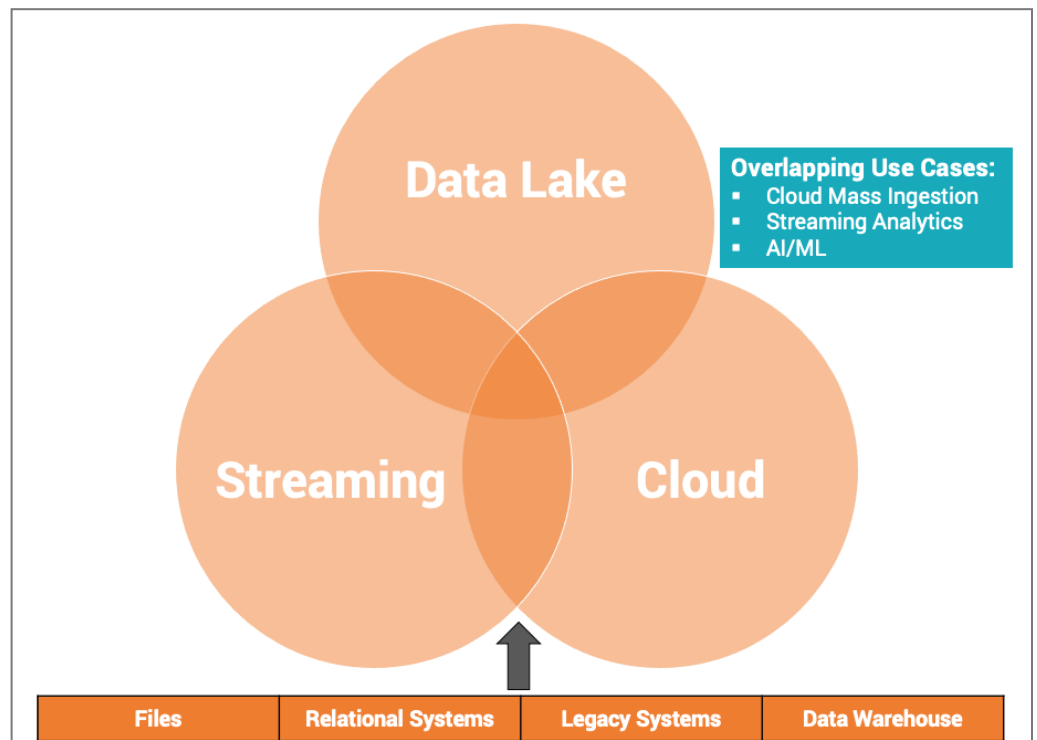 Data Lake
Overlapping Use Cases:
▪ Cloud Mass Ingestion
▪ Streaming Analytics
▪ AI/ML
Streaming
Cloud
Files
Relational Systems
Legacy Systems
Data Warehouse